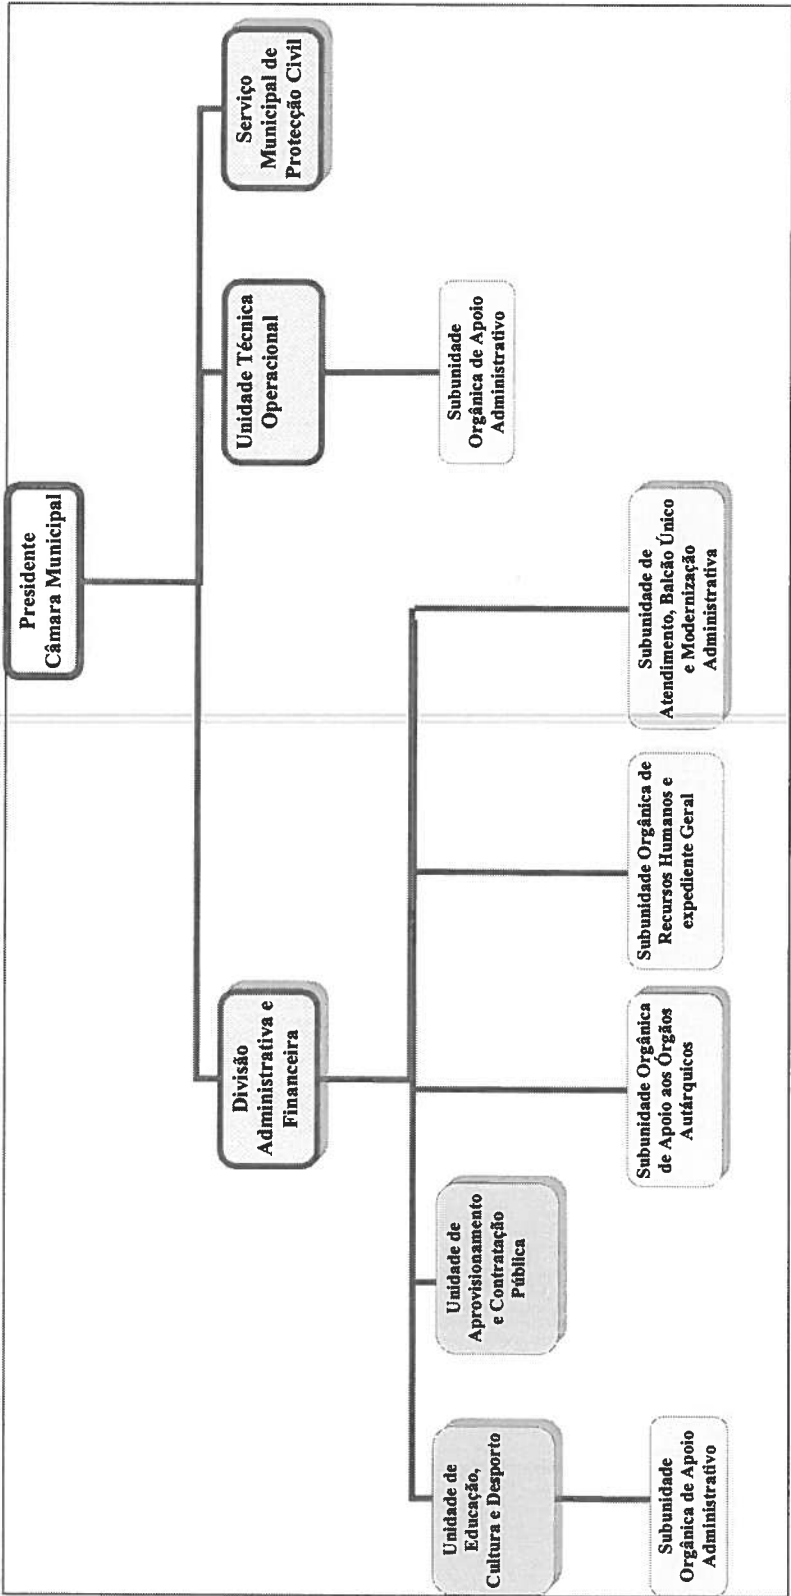 Presidente
Câmara Municipal
Divisão
Administrativa e
Financeira
Unidade Técnica
Operacional
Serviço
Municipal de
Protecção Civil
Unidade de
Educação,
Cultura e Desporto
Unidade de
Aprovisionamento
e Contratação
Pública
Subunidade
Orgânica de Apoio
Administrativo
Subunidade
Orgânica de Apoio
Administrativo
Subunidade Orgânica
de Apoio aos Órgãos
Autárquicos
Subunidade Orgânica de
Recursos Humanos e
expediente Geral
Subunidade de
Atendimento, Balcão Único
e Modernização
Administrativa